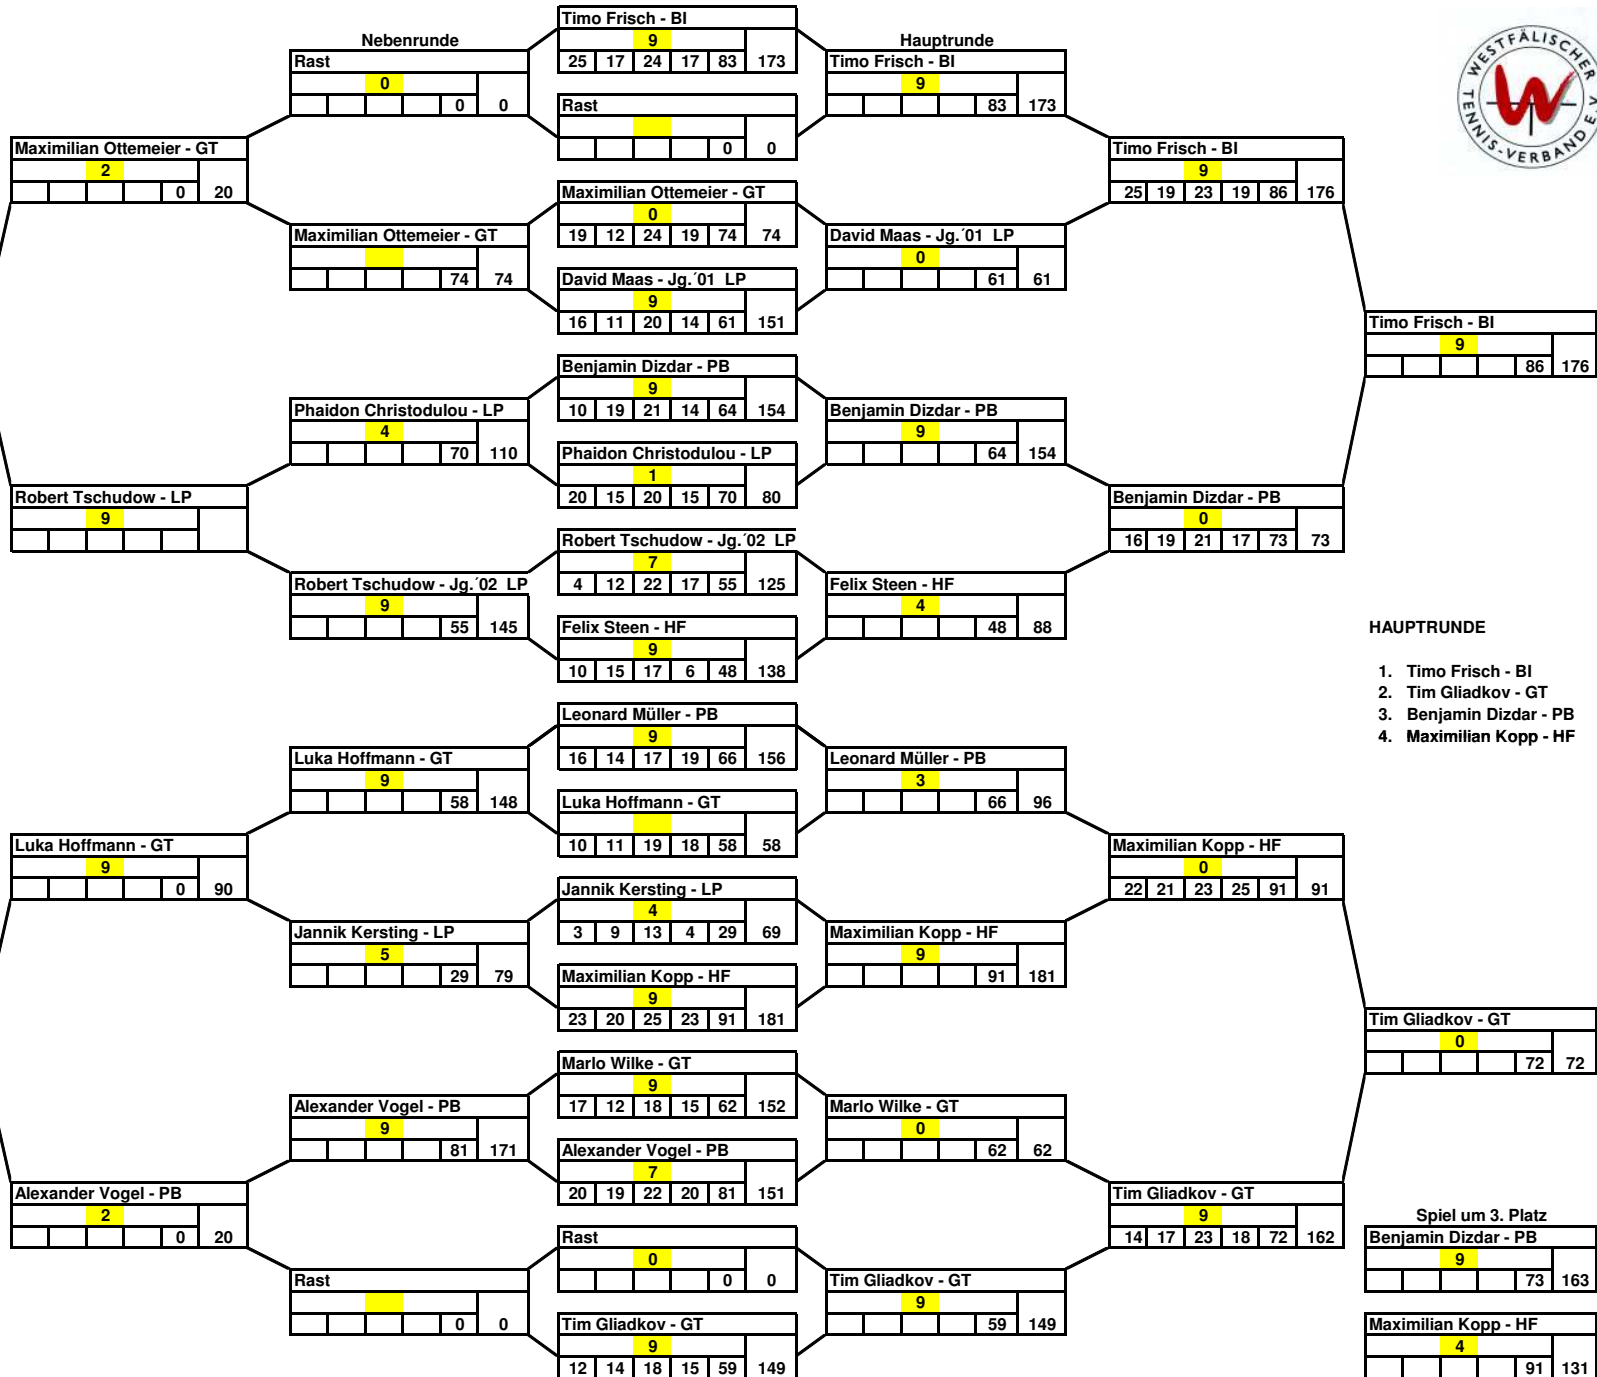 Nebenrunde
Hauptrunde
WESTFÄLISCHER TENNIS-VERBAND E.V.
Maximilian Ottemeier - GT
2
0 20
Robert Tschudow - LP
9
Luka Hoffmann - GT
9
0 90
Alexander Vogel - PB
2
0 20
Rast
0
0 0
Maximilian Ottemeier - GT
74 74
Phaidon Christodulou - LP
4
70 110
Robert Tschudow - Jg.´02 LP
9
55 145
Luka Hoffmann - GT
9
58 148
Jannik Kersting - LP
5
29 79
Alexander Vogel - PB
9
81 171
Rast
0 0
Timo Frisch - BI
9
25 17 24 17 83 173
Rast
0 0
Maximilian Ottemeier - GT
0
19 12 24 19 74 74
David Maas - Jg.´01 LP
9
16 11 20 14 61 151
Benjamin Dizdar - PB
9
10 19 21 14 64 154
Phaidon Christodulou - LP
1
20 15 20 15 70 80
Robert Tschudow - Jg.´02 LP
7
4 12 22 17 55 125
Felix Steen - HF
9
10 15 17 6 48 138
Leonard Müller - PB
9
16 14 17 19 66 156
Luka Hoffmann - GT
10 11 19 18 58 58
Jannik Kersting - LP
4
3 9 13 4 29 69
Maximilian Kopp - HF
9
23 20 25 23 91 181
Marlo Wilke - GT
9
17 12 18 15 62 152
Alexander Vogel - PB
7
20 19 22 20 81 151
Rast
0
0 0
Tim Gliadkov - GT
9
12 14 18 15 59 149
Timo Frisch - BI
9
83 173
David Maas - Jg.´01 LP
0
61 61
Benjamin Dizdar - PB
9
64 154
Felix Steen - HF
4
48 88
Leonard Müller - PB
3
66 96
Maximilian Kopp - HF
9
91 181
Marlo Wilke - GT
0
62 62
Tim Gliadkov - GT
9
59 149
Timo Frisch - BI
9
25 19 23 19 86 176
Benjamin Dizdar - PB
0
16 19 21 17 73 73
Maximilian Kopp - HF
0
22 21 23 25 91 91
Tim Gliadkov - GT
9
14 17 23 18 72 162
Timo Frisch - BI
9
86 176
HAUPTRUNDE
1. Timo Frisch - BI
2. Tim Gliadkov - GT
3. Benjamin Dizdar - PB
4. Maximilian Kopp - HF
Tim Gliadkov - GT
0
72 72
Spiel um 3. Platz
Benjamin Dizdar - PB
9
73 163
Maximilian Kopp - HF
4
91 131